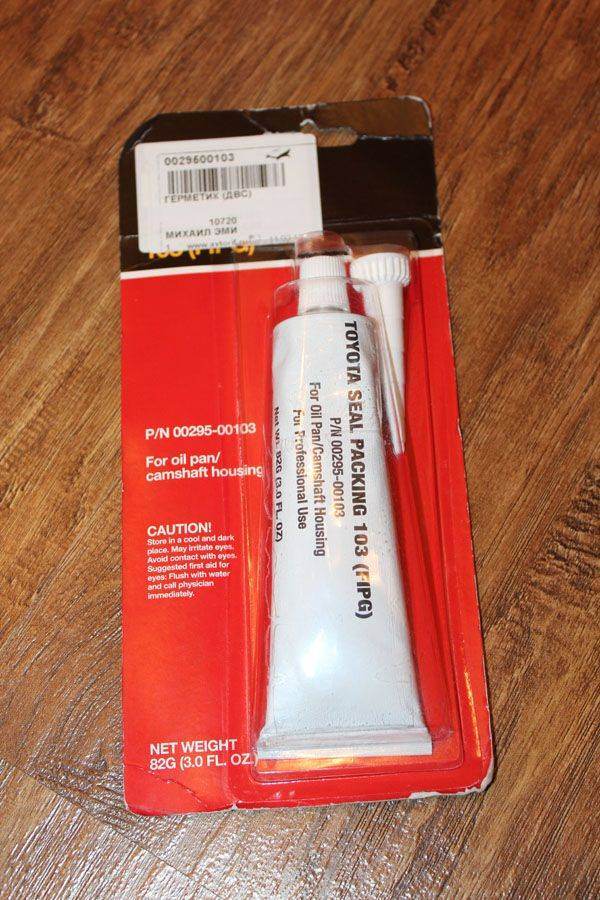 0029500103
ГЕРМЕТИК (ДВС)
10720
МИХАИЛ ЭМИ
P/N 00295-00103
For oil pan/
camshaft housing
CAUTION!
Store in a cool and dark
place. May irritate eyes.
Avoid contact with eyes.
Suggested first aid for
eyes: Flush with water
and call physician
immediately.
NET WEIGHT
82G (3.0 FL. OZ.)
TOYOTA SEAL PACKING 103 (FIPG)
P/N 00295-00103
For Oil Pan/Camshaft Housing
For Professional Use
Net Wt. 82G (3.0 FL. OZ)